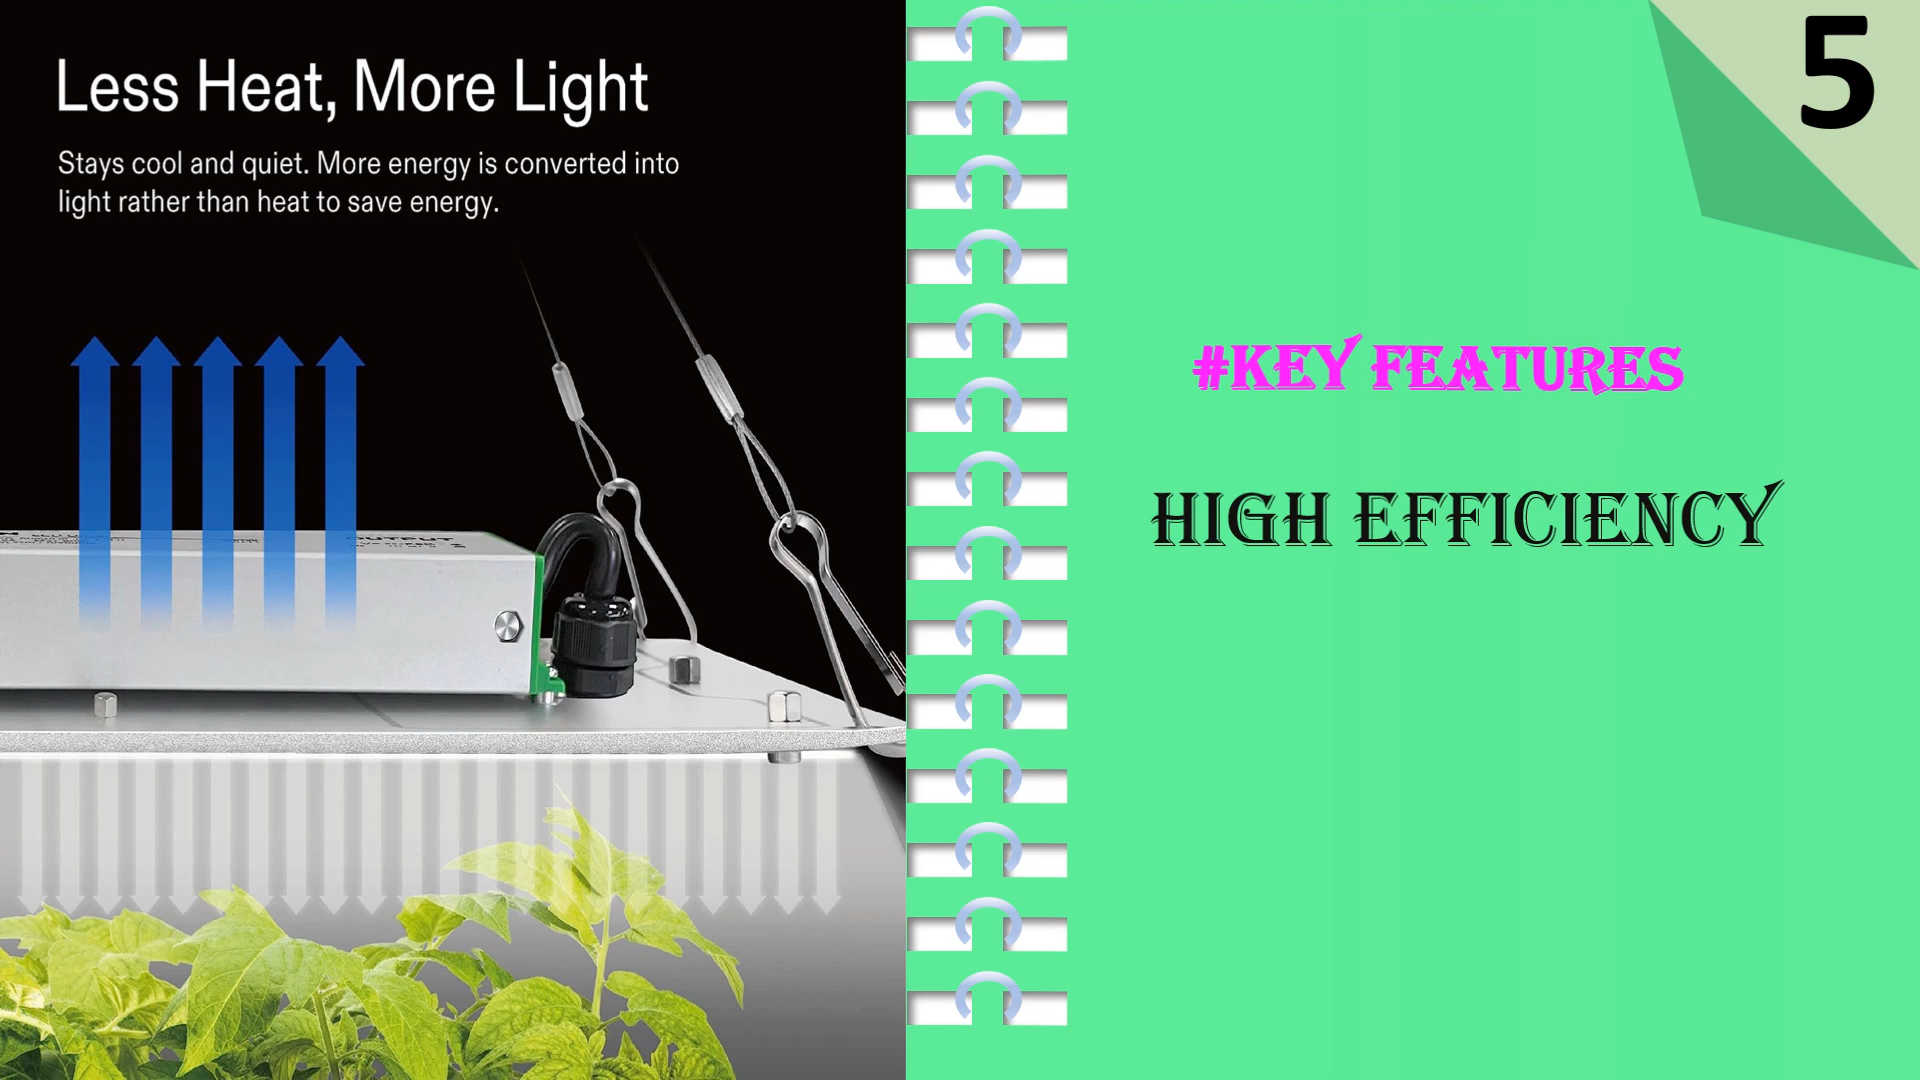 Less Heat, More Light
Stays cool and quiet. More energy is converted into
light rather than heat to save energy.
OUTPUT
5
#KEY FEATURES
HIGH EFFICIENCY